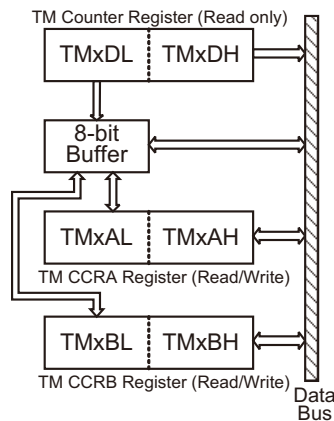 TM Counter Register (Read only)
TMxDL TMxDH
8-bit
Buffer
TMxAL TMxAH
TM CCRA Register (Read/Write)
TMxBL TMxBH
TM CCRB Register (Read/Write)
Data
Bus